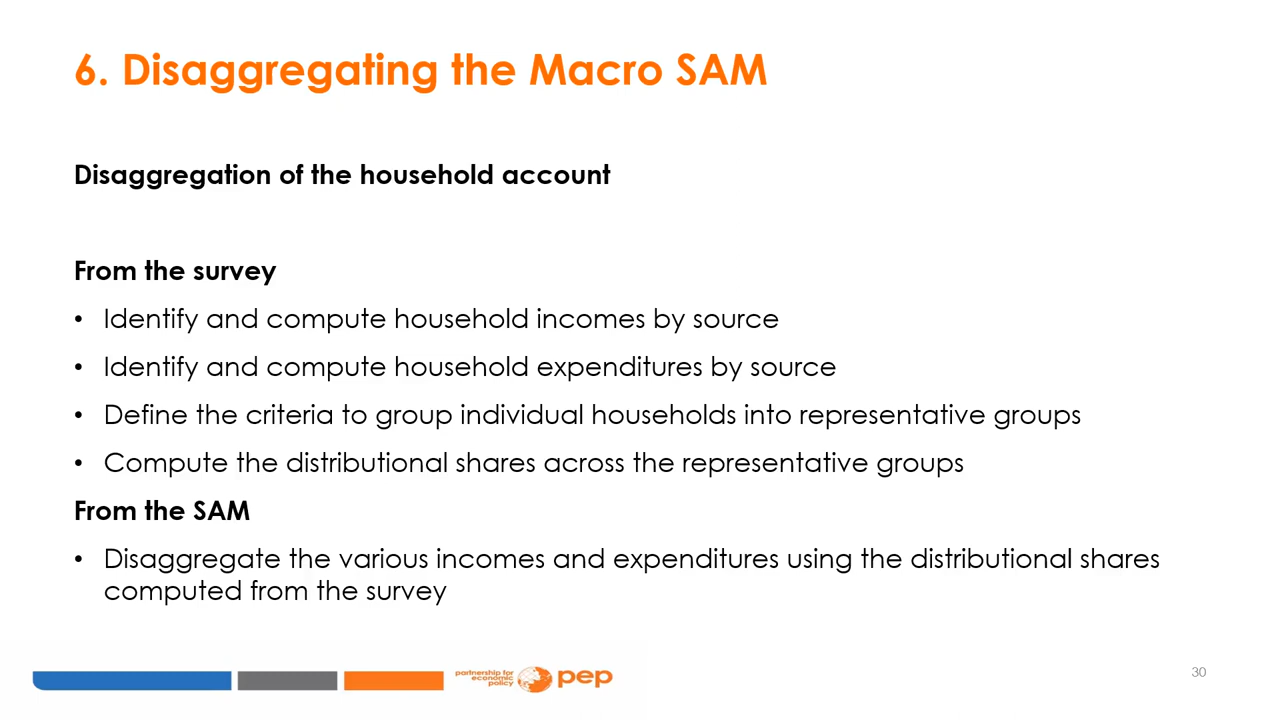 6. Disaggregating the Macro SAM
Disaggregation of the household account
From the survey
• Identify and compute household incomes by source
• Identify and compute household expenditures by source
• Define the criteria to group individual households into representative groups
• Compute the distributional shares across the representative groups
From the SAM
• Disaggregate the various incomes and expenditures using the distributional shares
computed from the survey
partnership for
economic
policy
pep
30